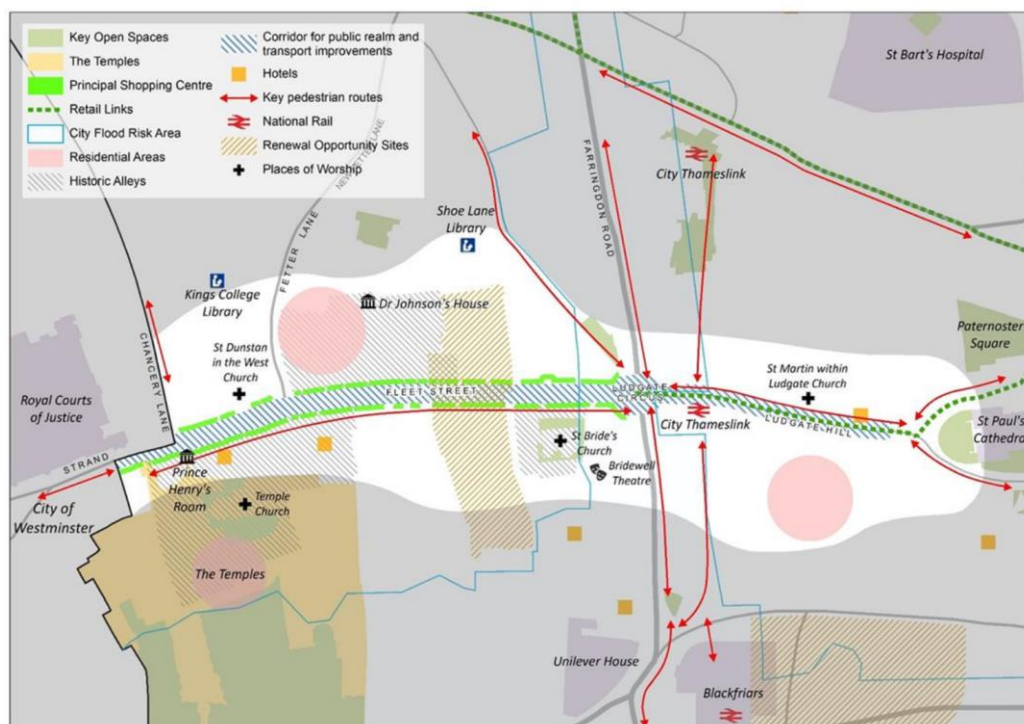 Key Open Spaces
The Temples
Principal Shopping Centre
Retail Links
City Flood Risk Area
Residential Areas
Historic Alleys
Corridor for public realm and
transport improvements
Hotels
Key pedestrian routes
National Rail
Renewal Opportunity Sites
Places of Worship
St Bart's Hospital
NEW FETTER LANE
FARRINGDON ROAD
City Thameslink
Shoe Lane
Library
FETTER LANE
Kings College
Library
Dr Johnson's House
CHANCERY LANE
St Dunstan
in the West
Church
Paternoster
Square
St Martin within
Ludgate Church
Royal Courts
of Justice
FLEET STREET
LUDGATE
CIRCUS
City Thameslink
LUDGATE HILL
St Paul's
Cathedral
STRAND
St Bride's
Church
Bridewell
Theatre
Prince
Henry's
Room
Temple
Church
City of
Westminster
The Temples
Unilever House
Blackfriars